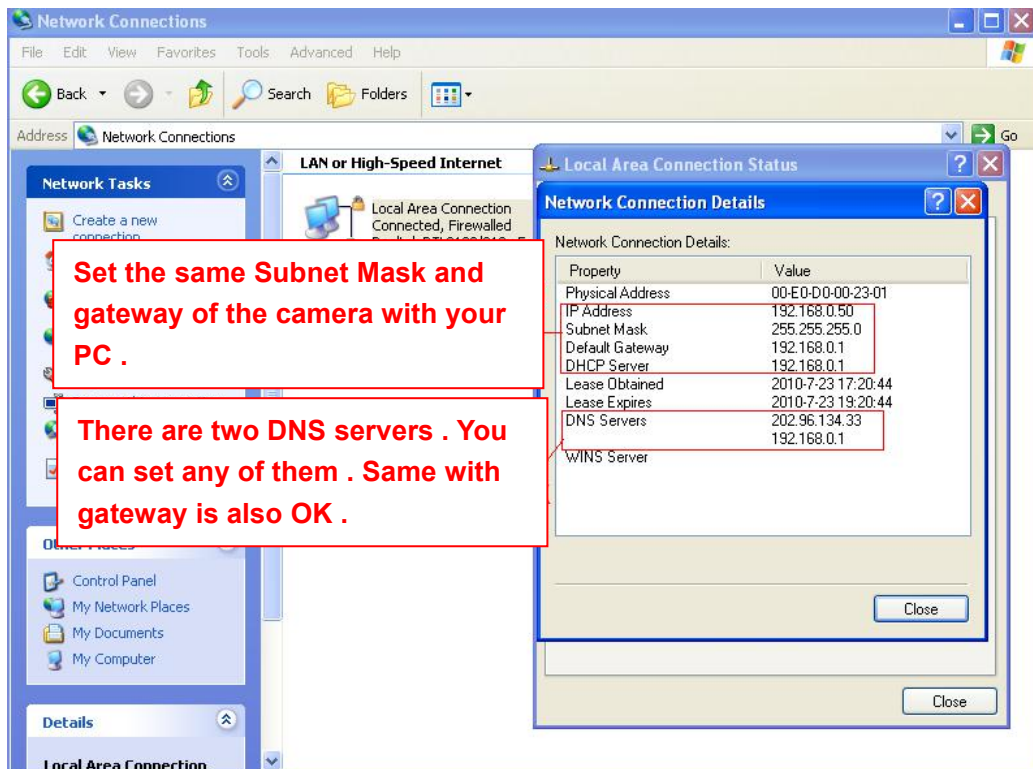 Network Connections
File Edit View Favorites Tools Advanced Help
Back Search Folders
Address Network Connections Go
Network Tasks
Create a new
connection
Other Places
Control Panel
My Network Places
My Documents
My Computer
Details
Local Area Connection
LAN or High-Speed Internet
Local Area Connection
Connected, Firewalled
Set the same Subnet Mask and
gateway of the camera with your
PC .
There are two DNS servers . You
can set any of them . Same with
gateway is also OK .
Local Area Connection Status
Network Connection Details
Network Connection Details:
Property Value
Physical Address 00-E0-D0-00-23-01
IP Address 192.168.0.50
Subnet Mask 255.255.255.0
Default Gateway 192.168.0.1
DHCP Server 192.168.0.1
Lease Obtained 2010-7-23 17:20:44
Lease Expires 2010-7-23 19:20:44
DNS Servers 202.96.134.33
192.168.0.1
WINS Server
Close
Close